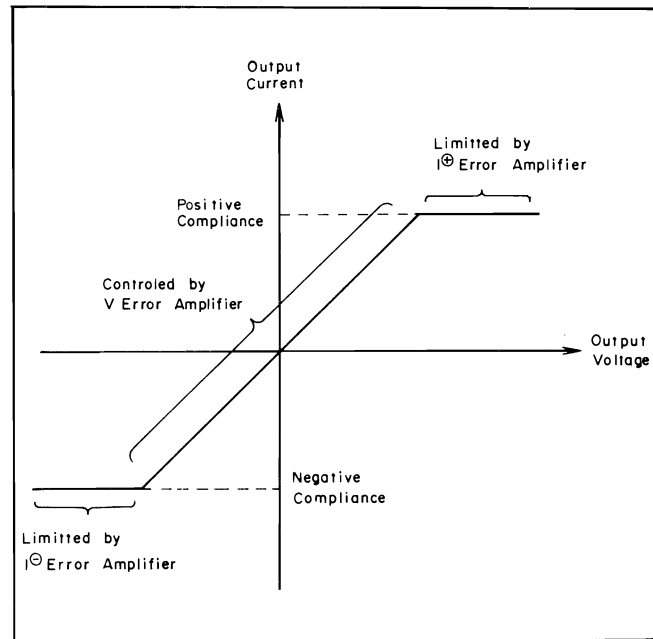 Output
Current
Limitted by
I⊕ Error Amplifier
Positive
Compliance
Controled by
V Error Amplifier
Output
Voltage
Negative
Compliance
Limitted by
I⊖ Error Amplifier